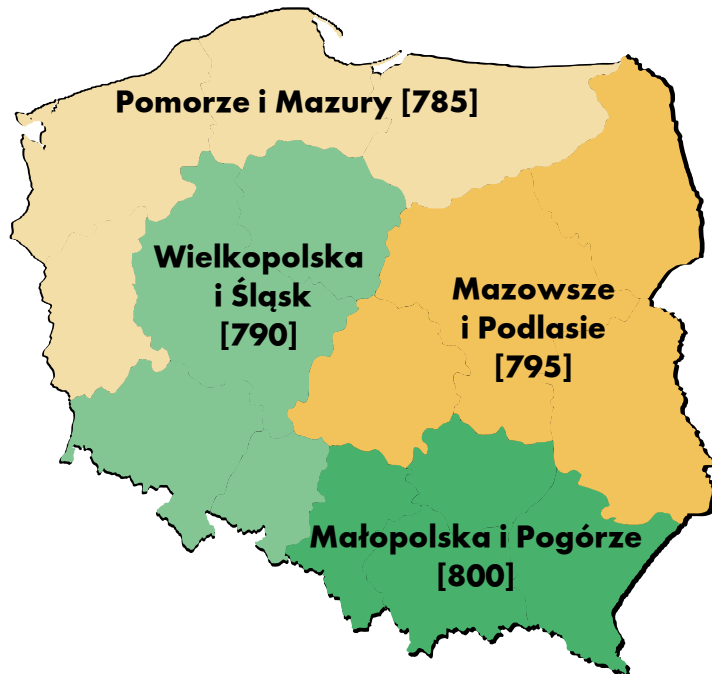 Pomorze i Mazury [785]
Wielkopolska
i Śląsk
[790]
Mazowsze
i Podlasie
[795]
Małopolska i Pogórze
[800]